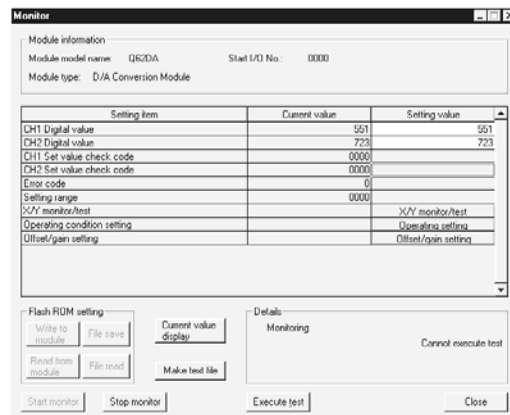 Monitor
Module information
Module model name: Q62DA Start I/O No.: 0000
Module type: D/A Conversion Module
Setting item Current value Setting value
CH1 Digital value 551 551
CH2 Digital value 723 723
CH1 Set value check code 0000
CH2 Set value check code 0000
Error code 0
Setting range 0000
X/Y monitor/test X/Y monitor/test
Operating condition setting Operating setting
Offset/gain setting Offset/gain setting
Flash ROM setting
Write to module
File save
Read from module
File read
Current value display
Make text file
Details
Monitoring
Cannot execute test
Start monitor
Stop monitor
Execute test
Close